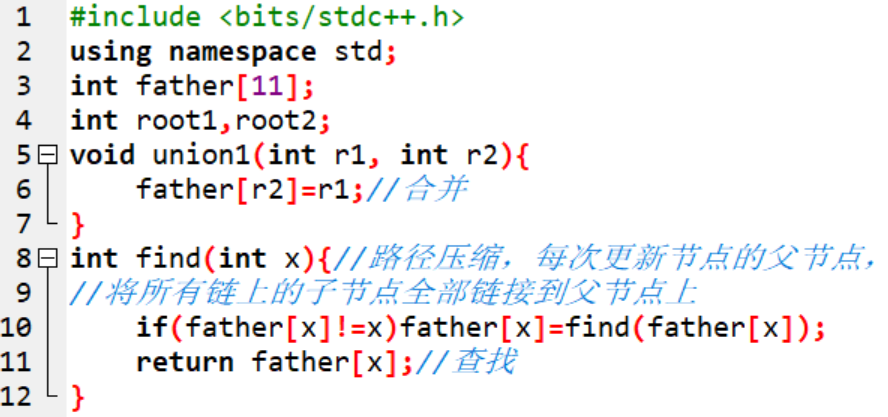 1 #include <bits/stdc++.h>
2 using namespace std;
3 int father[11];
4 int root1,root2;
5 void union1(int r1, int r2){
6 father[r2]=r1;//合并
7 }
8 int find(int x){//路径压缩，每次更新节点的父节点，
9 //将所有链上的子节点全部链接到父节点上
10 if(father[x]!=x)father[x]=find(father[x]);
11 return father[x];//查找
12 }